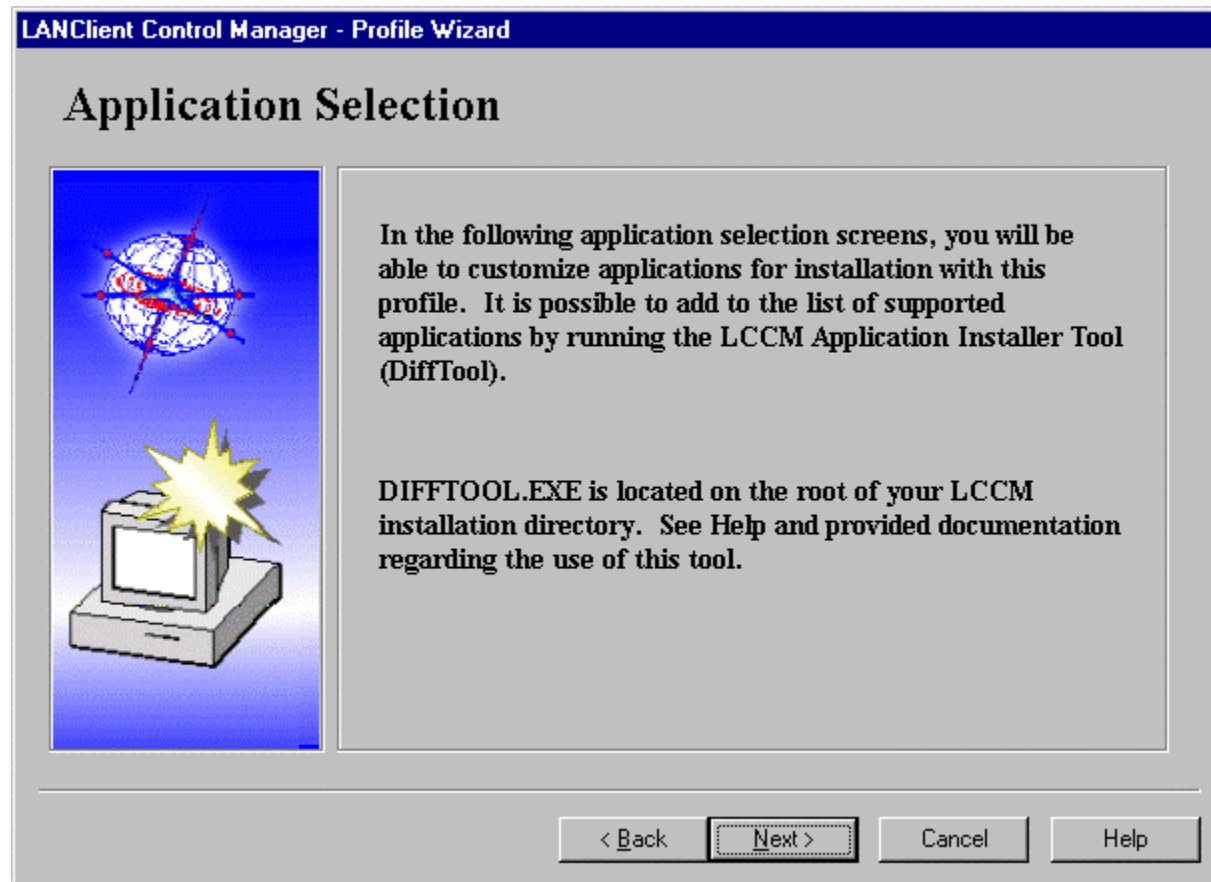 LANClient Control Manager - Profile Wizard
Application Selection
In the following application selection screens, you will be
able to customize applications for installation with this
profile.  It is possible to add to the list of supported
applications by running the LCCM Application Installer Tool
(DiffTool).
DIFFTOOL.EXE is located on the root of your LCCM
installation directory.  See Help and provided documentation
regarding the use of this tool.
< Back
Next >
Cancel
Help